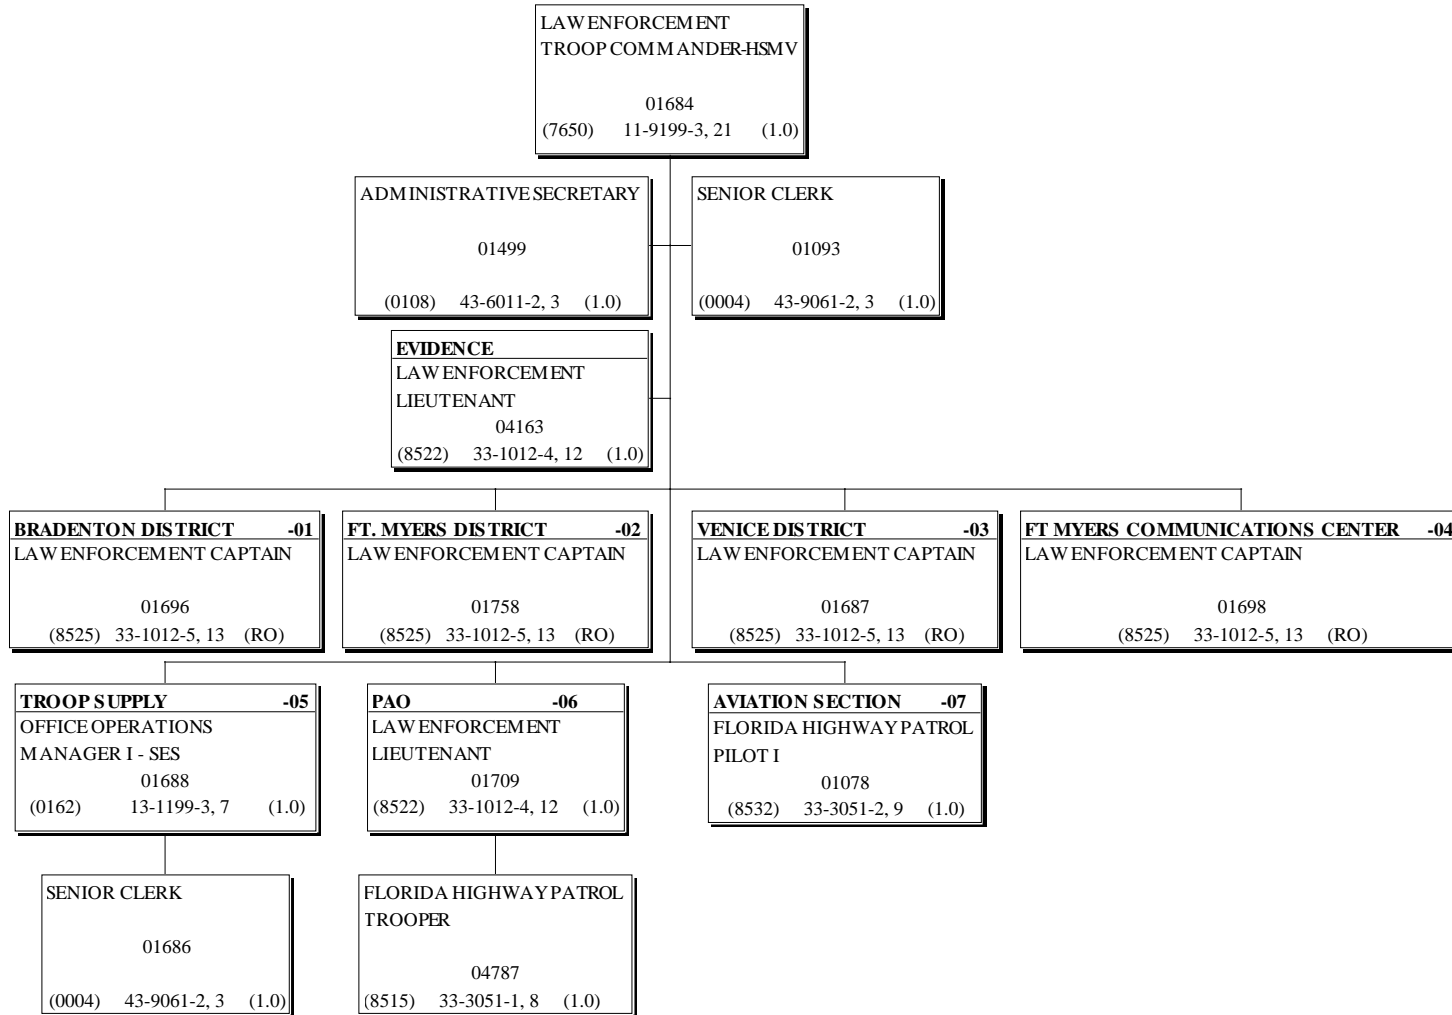 LAW ENFORCEMENT
TROOP COMMANDER-HSMV
01684
(7650) 11-9199-3, 21 (1.0)
ADMINISTRATIVE SECRETARY
01499
(0108) 43-6011-2, 3 (1.0)
SENIOR CLERK
01093
(0004) 43-9061-2, 3 (1.0)
EVIDENCE
LAW ENFORCEMENT
LIEUTENANT
04163
(8522) 33-1012-4, 12 (1.0)
BRADENTON DISTRICT -01
LAW ENFORCEMENT CAPTAIN
01696
(8525) 33-1012-5, 13 (RO)
FT. MYERS DISTRICT -02
LAW ENFORCEMENT CAPTAIN
01758
(8525) 33-1012-5, 13 (RO)
VENICE DISTRICT -03
LAW ENFORCEMENT CAPTAIN
01687
(8525) 33-1012-5, 13 (RO)
FT MYERS COMMUNICATIONS CENTER -04
LAW ENFORCEMENT CAPTAIN
01698
(8525) 33-1012-5, 13 (RO)
TROOP SUPPLY -05
OFFICE OPERATIONS
MANAGER I - SES
01688
(0162) 13-1199-3, 7 (1.0)
PAO -06
LAW ENFORCEMENT
LIEUTENANT
01709
(8522) 33-1012-4, 12 (1.0)
AVIATION SECTION -07
FLORIDA HIGHWAY PATROL
PILOT I
01078
(8532) 33-3051-2, 9 (1.0)
SENIOR CLERK
01686
(0004) 43-9061-2, 3 (1.0)
FLORIDA HIGHWAY PATROL
TROOPER
04787
(8515) 33-3051-1, 8 (1.0)